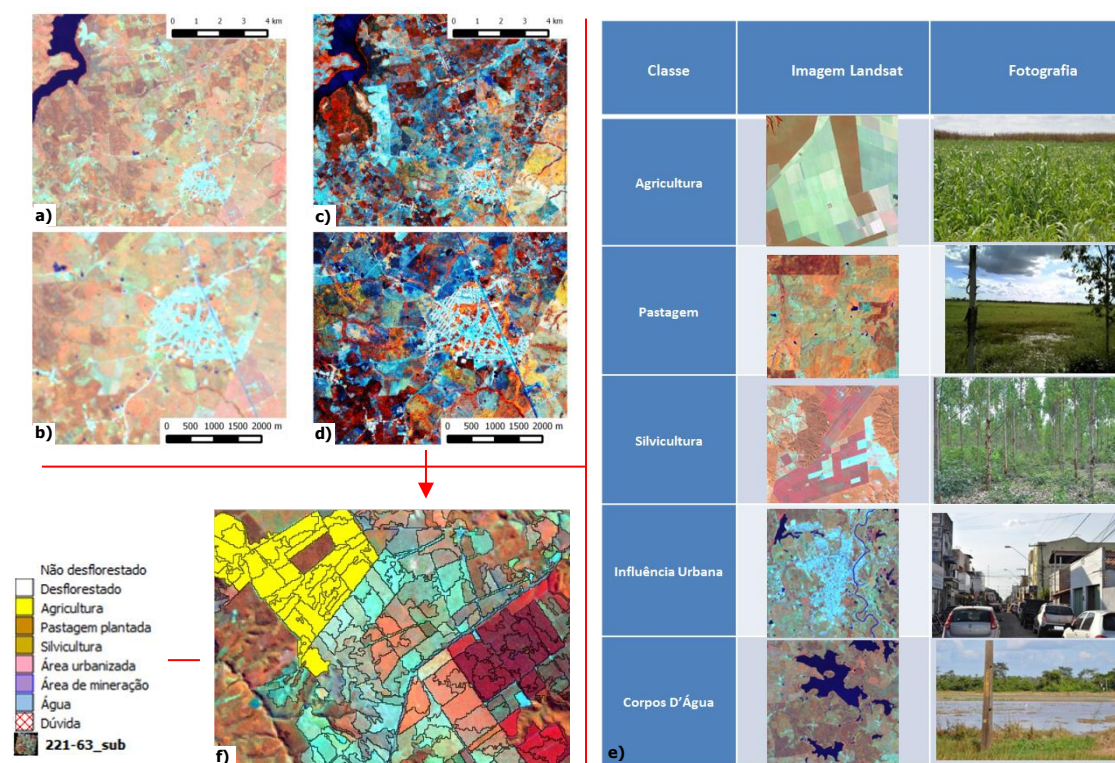 0 1 2 3 4 km
a)
0 1 2 3 4 km
c)
b)
0 500 1000 1500 2000 m
d)
0 500 1000 1500 2000 m
Não desflorestado
Desflorestado
Agricultura
Pastagem plantada
Silvicultura
Área urbanizada
Área de mineração
Água
Dúvida
221-63_sub
f)
Classe
Imagem Landsat
Fotografia
Agricultura
Pastagem
Silvicultura
Influência Urbana
Corpos D'Água
e)